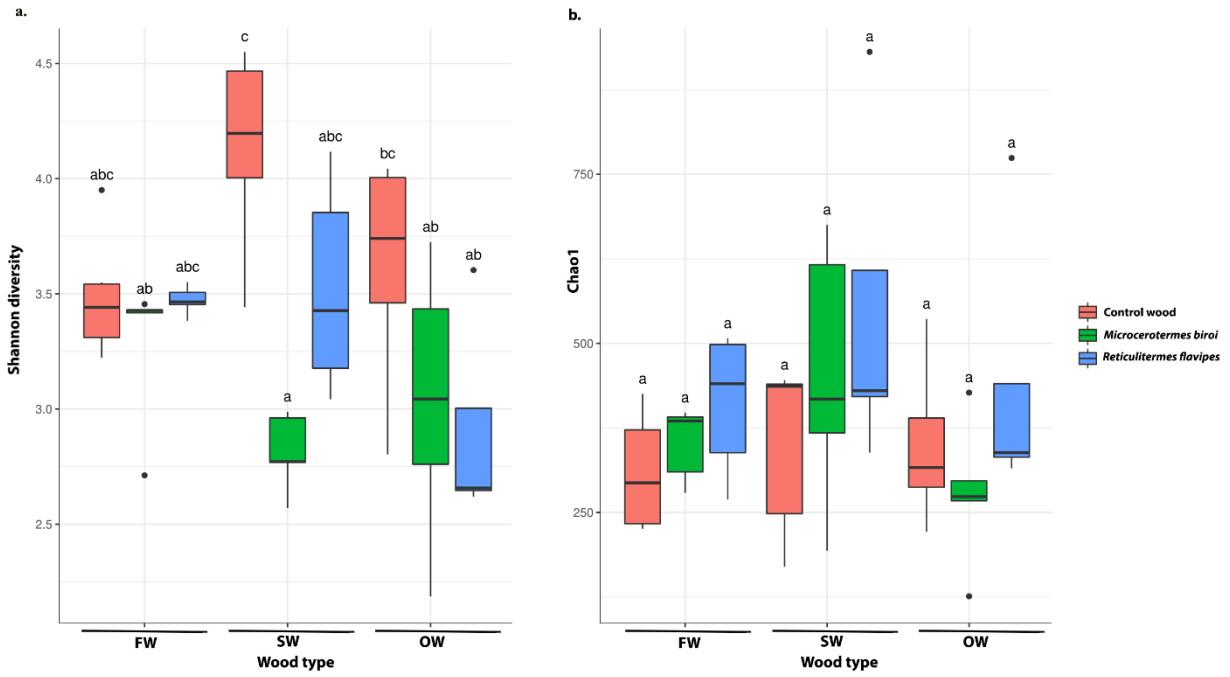 a.
Shannon diversity
4.5
4.0
3.5
3.0
2.5
abc
ab
abc
c
a
abc
bc
ab
ab
FW
SW
OW
Wood type
b.
Chao1
750
500
250
a
a
a
a
a
a
a
a
a
FW
SW
OW
Wood type
Control wood
Microcerotermes biroi
Reticulitermes flavipes